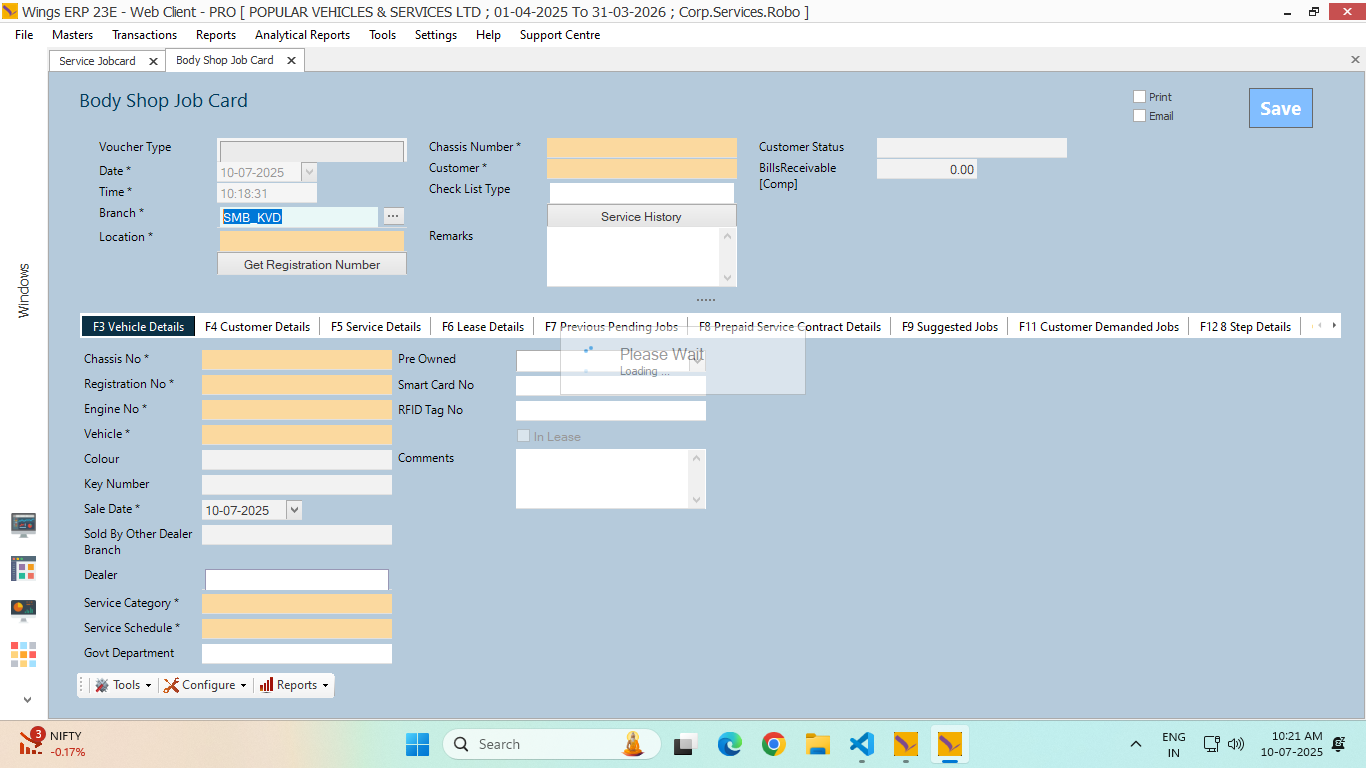 Wings ERP 23E - Web Client - PRO [ POPULAR VEHICLES & SERVICES LTD ; 01-04-2025 To 31-03-2026 ; Corp.Services.Robo ]
File Masters Transactions Reports Analytical Reports Tools Settings Help Support Centre
Service Jobcard Body Shop Job Card
Body Shop Job Card
Print
Email
Save
Voucher Type
Date *
10-07-2025
Time *
10:18:31
Branch *
SMB_KVD
...
Location *
Get Registration Number
Chassis Number *
Customer *
Check List Type
Service History
Remarks
Customer Status
BillsReceivable
[Comp]
0.00
Windows
F3 Vehicle Details F4 Customer Details F5 Service Details F6 Lease Details F7 Previous Pending Jobs F8 Prepaid Service Contract Details F9 Suggested Jobs F11 Customer Demanded Jobs F12 8 Step Details
Please Wait
Loading ...
Chassis No *
Registration No *
Engine No *
Vehicle *
Colour
Key Number
Sale Date *
10-07-2025
Sold By Other Dealer
Branch
Dealer
Service Category *
Service Schedule *
Govt Department
Pre Owned
Smart Card No
RFID Tag No
In Lease
Comments
Tools Configure Reports
3
NIFTY
-0.17%
Search
ENG
IN
10:21 AM
10-07-2025